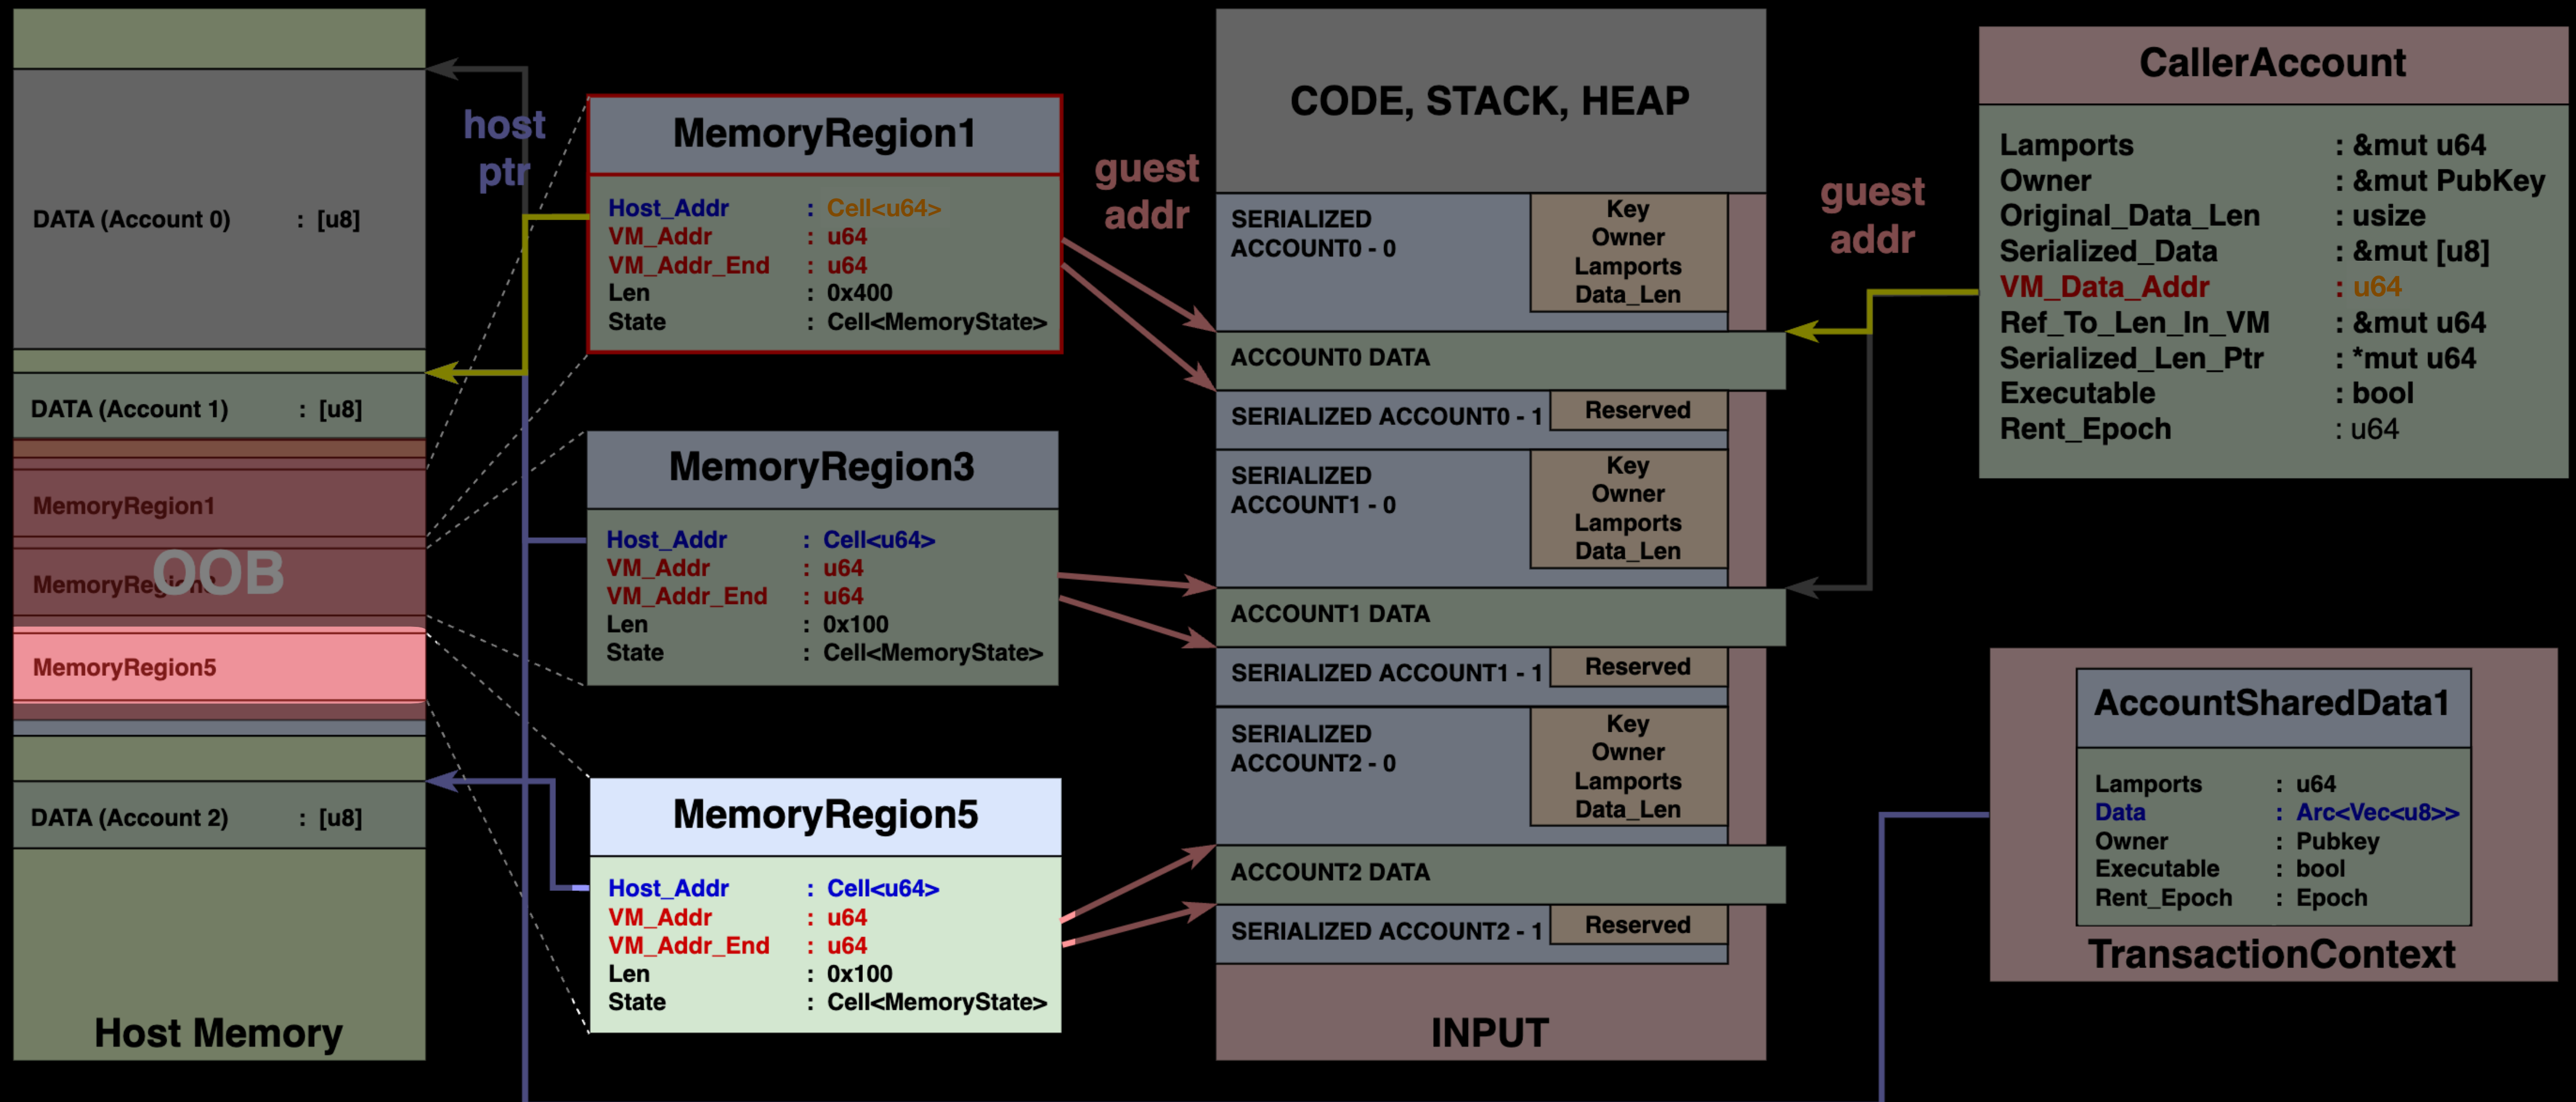 DATA (Account 0) : [u8]
DATA (Account 1) : [u8]
MemoryRegion1
OOB
MemoryRegion5
DATA (Account 2) : [u8]
Host Memory
host
ptr
MemoryRegion1
Host_Addr : Cell<u64>
VM_Addr : u64
VM_Addr_End : u64
Len : 0x400
State : Cell<MemoryState>
MemoryRegion3
Host_Addr : Cell<u64>
VM_Addr : u64
VM_Addr_End : u64
Len : 0x100
State : Cell<MemoryState>
MemoryRegion5
Host_Addr : Cell<u64>
VM_Addr : u64
VM_Addr_End : u64
Len : 0x100
State : Cell<MemoryState>
guest
addr
CODE, STACK, HEAP
SERIALIZED
ACCOUNT0 - 0
Key
Owner
Lamports
Data_Len
ACCOUNT0 DATA
SERIALIZED ACCOUNT0 - 1
Reserved
SERIALIZED
ACCOUNT1 - 0
Key
Owner
Lamports
Data_Len
ACCOUNT1 DATA
SERIALIZED ACCOUNT1 - 1
Reserved
SERIALIZED
ACCOUNT2 - 0
Key
Owner
Lamports
Data_Len
ACCOUNT2 DATA
SERIALIZED ACCOUNT2 - 1
Reserved
INPUT
guest
addr
CallerAccount
Lamports : &mut u64
Owner : &mut PubKey
Original_Data_Len : usize
Serialized_Data : &mut [u8]
VM_Data_Addr : u64
Ref_To_Len_In_VM : &mut u64
Serialized_Len_Ptr : *mut u64
Executable : bool
Rent_Epoch : u64
AccountSharedData1
Lamports : u64
Data : Arc<Vec<u8>>
Owner : Pubkey
Executable : bool
Rent_Epoch : Epoch
TransactionContext